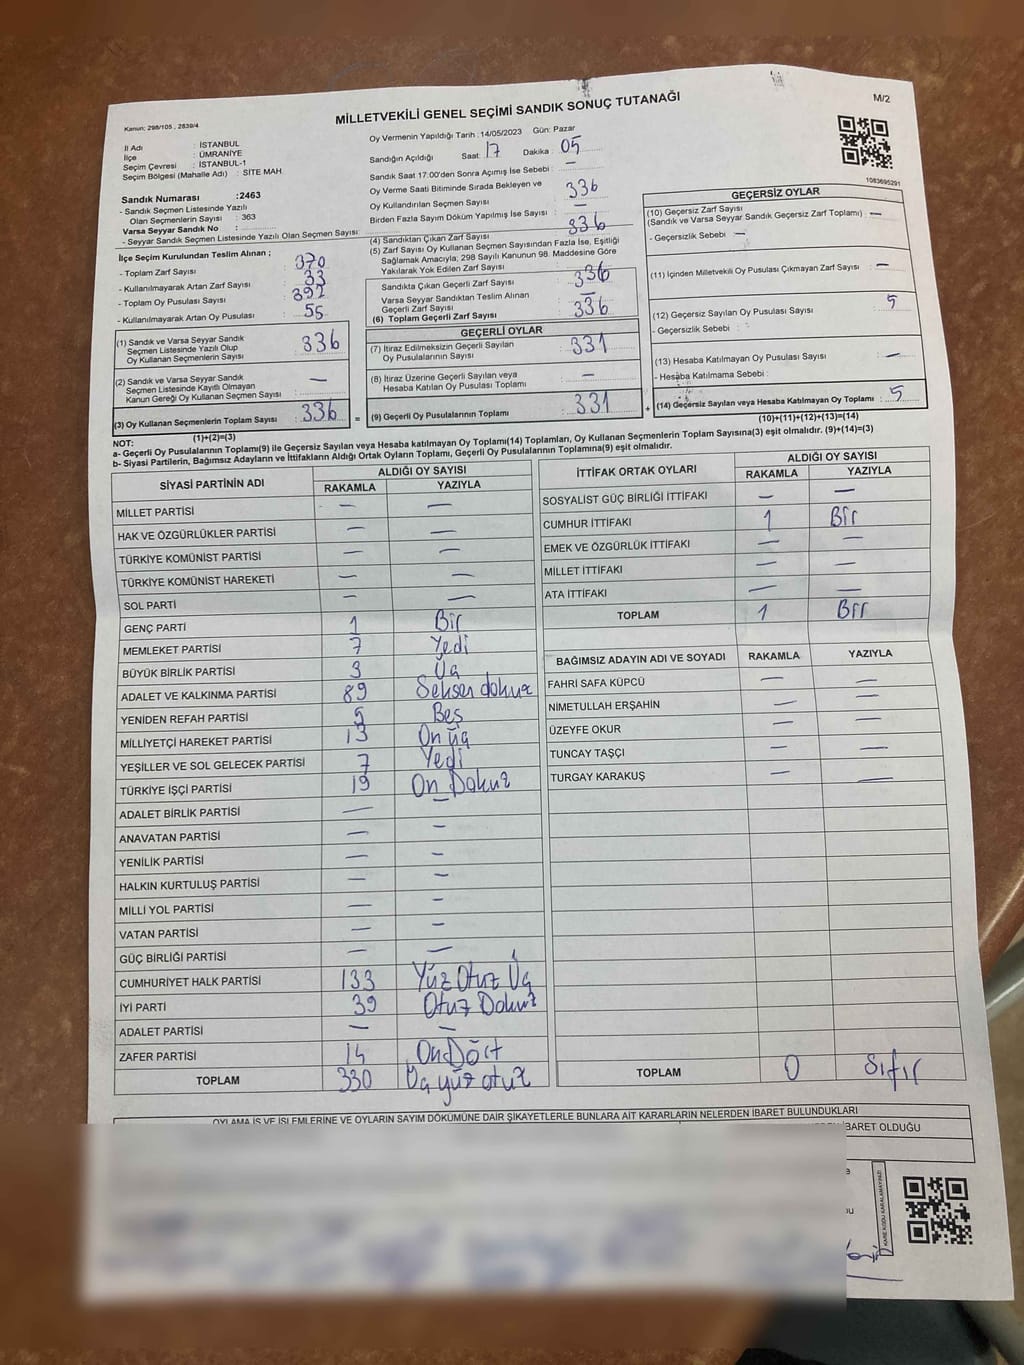 MİLLETVEKİLİ GENEL SEÇİMİ SANDIK SONUÇ TUTANAĞI
M/2
Kanun: 298/105 , 2839/4
İl Adı : İSTANBUL
İlçe : ÜMRANİYE
Seçim Çevresi : İSTANBUL-1
Seçim Bölgesi (Mahalle Adı) : SİTE MAH
Sandık Numarası :2463
- Sandık Seçmen Listesinde Yazılı
Olan Seçmenlerin Sayısı : 363
Varsa Seyyar Sandık No :
- Seyyar Sandık Seçmen Listesinde Yazılı Olan Seçmen Sayısı:
Oy Vermenin Yapıldığı Tarih : 14/05/2023 Gün: Pazar
Sandığın Açıldığı Saat: 17 Dakika : 05
Sandık Saat 17:00'den Sonra Açımış İse Sebebi : —
Oy Verme Saati Bitiminde Sırada Bekleyen ve
Oy Kullandırılan Seçmen Sayısı : 336
Birden Fazla Sayım Döküm Yapılmış İse Sayısı : —
1083695291
İlçe Seçim Kurulundan Teslim Alınan ;
- Toplam Zarf Sayısı : 370
- Kullanılmayarak Artan Zarf Sayısı : 33
- Toplam Oy Pusulası Sayısı : 392
- Kullanılmayarak Artan Oy Pusulası : 55
(1) Sandık ve Varsa Seyyar Sandık
Seçmen Listesinde Yazılı Olup
Oy Kullanan Seçmenlerin Sayısı : 336
(2) Sandık ve Varsa Seyyar Sandık
Seçmen Listesinde Kayıtlı Olmayan
Kanun Gereği Oy Kullanan Seçmen Sayısı : —
(3) Oy Kullanan Seçmenlerin Toplam Sayısı : 336
(1)+(2)=(3)
(4) Sandıktan Çıkan Zarf Sayısı : 336
(5) Zarf Sayısı Oy Kullanan Seçmen Sayısından Fazla İse, Eşitliği
Sağlamak Amacıyla; 298 Sayılı Kanunun 98. Maddesine Göre
Yakılarak Yok Edilen Zarf Sayısı :
Sandıkta Çıkan Geçerli Zarf Sayısı : 336
Varsa Seyyar Sandıktan Teslim Alınan
Geçerli Zarf Sayısı : —
(6) Toplam Geçerli Zarf Sayısı : 336
GEÇERLİ OYLAR
(7) İtiraz Edilmeksizin Geçerli Sayılan
Oy Pusulalarının Sayısı : 331
(8) İtiraz Üzerine Geçerli Sayılan veya
Hesaba Katılan Oy Pusulası Toplamı : —
= (9) Geçerli Oy Pusulalarının Toplamı : 331
GEÇERSİZ OYLAR
(10) Geçersiz Zarf Sayısı
(Sandık ve Varsa Seyyar Sandık Geçersiz Zarf Toplamı) : —
- Geçersizlik Sebebi : —
(11) İçinden Milletvekili Oy Pusulası Çıkmayan Zarf Sayısı : —
(12) Geçersiz Sayılan Oy Pusulası Sayısı : 5
- Geçersizlik Sebebi :
(13) Hesaba Katılmayan Oy Pusulası Sayısı : —
- Hesaba Katılmama Sebebi :
+ (14) Geçersiz Sayılan veya Hesaba Katılmayan Oy Toplamı : 5
(10)+(11)+(12)+(13)=(14)
NOT:
a- Geçerli Oy Pusulasının Toplamı(9) ile Geçersiz Sayılan veya Hesaba katılmayan Oy Toplamı(14) Toplamları, Oy Kullanan Seçmenlerin Toplam Sayısına(3) eşit olmalıdır. (9)+(14)=(3)
b- Siyasi Partilerin, Bağımsız Adayların ve İttifakların Aldığı Ortak Oyların Toplamı, Geçerli Oy Pusulalarının Toplamına(9) eşit olmalıdır.
SİYASİ PARTİNİN ADI ALDIĞI OY SAYISI
RAKAMLA YAZIYLA
MİLLET PARTİSİ — —
HAK VE ÖZGÜRLÜKLER PARTİSİ — —
TÜRKİYE KOMÜNİST PARTİSİ — —
TÜRKİYE KOMÜNİST HAREKETİ — —
SOL PARTİ — —
GENÇ PARTİ 1 Bir
MEMLEKET PARTİSİ 7 Yedi
BÜYÜK BİRLİK PARTİSİ 3 Üç
ADALET VE KALKINMA PARTİSİ 89 Seksen dokuz
YENİDEN REFAH PARTİSİ 5 Beş
MİLLİYETÇİ HAREKET PARTİSİ 13 On üç
YEŞİLLER VE SOL GELECEK PARTİSİ 7 Yedi
TÜRKİYE İŞÇİ PARTİSİ 19 On Dokuz
ADALET BİRLİK PARTİSİ — —
ANAVATAN PARTİSİ — —
YENİLİK PARTİSİ — —
HALKIN KURTULUŞ PARTİSİ — —
MİLLİ YOL PARTİSİ — —
VATAN PARTİSİ — —
GÜÇ BİRLİĞİ PARTİSİ — —
CUMHURİYET HALK PARTİSİ 133 Yüz Otuz Üç
İYİ PARTİ 39 Otuz Dokuz
ADALET PARTİSİ — —
ZAFER PARTİSİ 14 On Dört
TOPLAM 330 Üç yüz otuz
İTTİFAK ORTAK OYLARI ALDIĞI OY SAYISI
RAKAMLA YAZIYLA
SOSYALİST GÜÇ BİRLİĞİ İTTİFAKI — —
CUMHUR İTTİFAKI 1 Bir
EMEK VE ÖZGÜRLÜK İTTİFAKI — —
MİLLET İTTİFAKI — —
ATA İTTİFAKI — —
TOPLAM 1 Bir
BAĞIMSIZ ADAYIN ADI VE SOYADI RAKAMLA YAZIYLA
FAHRİ SAFA KÜPCÜ — —
NİMETULLAH ERŞAHİN — —
ÜZEYFE OKUR — —
TUNCAY TAŞÇI — —
TURGAY KARAKUŞ — —
TOPLAM 0 Sıfır
OYLAMA İŞ VE İŞLEMLERİNE VE OYLARIN SAYIM DÖKÜMÜNE DAİR ŞİKAYETLERLE BUNLARA AİT KARARLARIN NELERDEN İBARET BULUNDUKLARI
İBARET OLDUĞU
KARE KODU KARALAMAYINIZ!